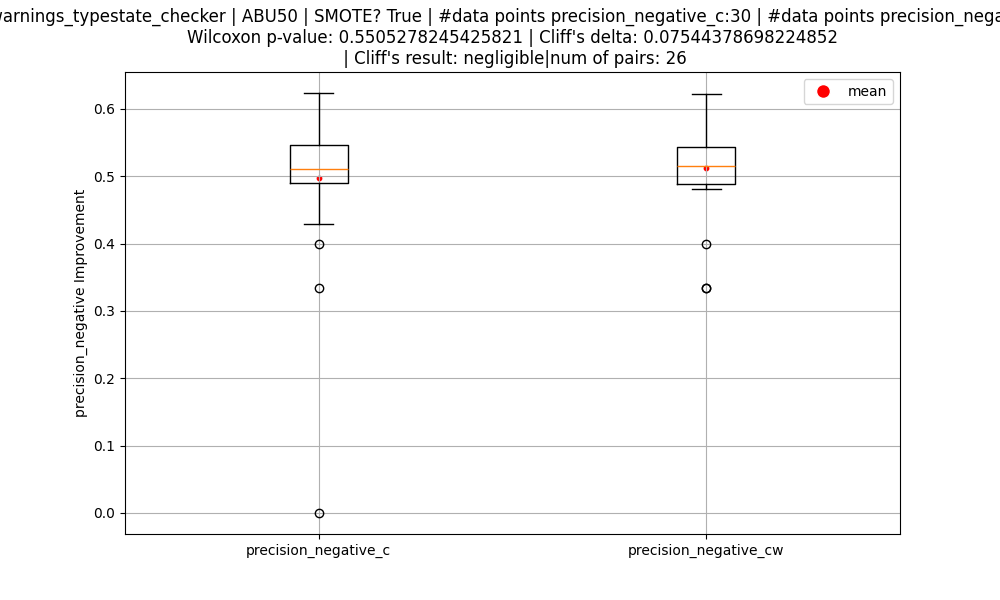 warnings_typestate_checker | ABU50 | SMOTE? True | #data points precision_negative_c:30 | #data points
Wilcoxon p-value: 0.5505278245425821 | Cliff's delta: 0.07544378698224852
| Cliff's result: negligible|num of pairs: 26
mean
0.6
0.5
0.4
0.3
0.2
0.1
0.0
precision_negative Improvement
precision_negative_c
precision_negative_cw